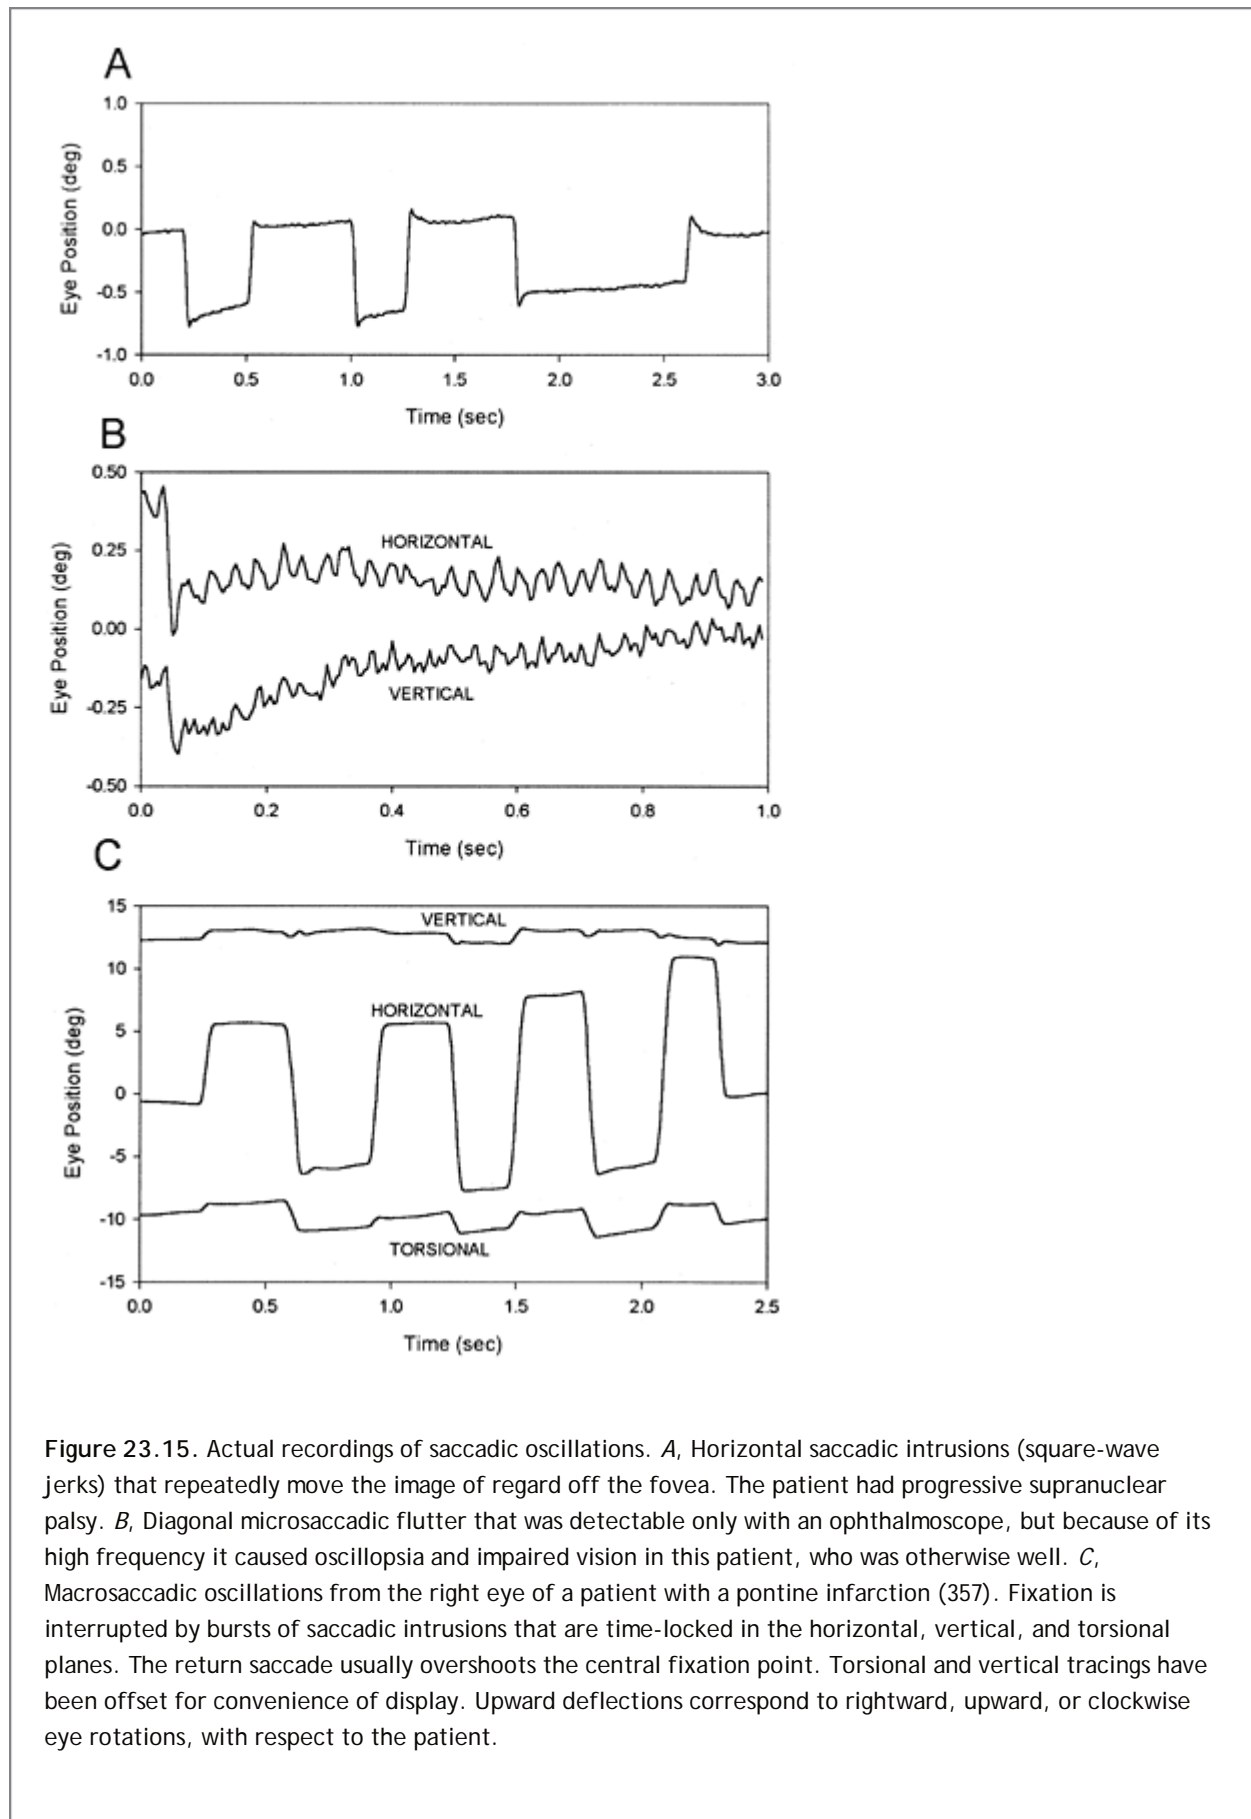 A
1.0
0.5
0.0
-0.5
-1.0
Eye Position (deg)
0.0 0.5 1.0 1.5 2.0 2.5 3.0
Time (sec)
B
0.50
0.25
0.00
-0.25
-0.50
Eye Position (deg)
HORIZONTAL
VERTICAL
0.0 0.2 0.4 0.6 0.8 1.0
Time (sec)
C
15
10
5
0
-5
-10
-15
Eye Position (deg)
VERTICAL
HORIZONTAL
TORSIONAL
0.0 0.5 1.0 1.5 2.0 2.5
Time (sec)
Figure 23.15. Actual recordings of saccadic oscillations. A, Horizontal saccadic intrusions (square-wave
jerks) that repeatedly move the image of regard off the fovea. The patient had progressive supranuclear
palsy. B, Diagonal microsaccadic flutter that was detectable only with an ophthalmoscope, but because of its
high frequency it caused oscillopsia and impaired vision in this patient, who was otherwise well. C,
Macrosaccadic oscillations from the right eye of a patient with a pontine infarction (357). Fixation is
interrupted by bursts of saccadic intrusions that are time-locked in the horizontal, vertical, and torsional
planes. The return saccade usually overshoots the central fixation point. Torsional and vertical tracings have
been offset for convenience of display. Upward deflections correspond to rightward, upward, or clockwise
eye rotations, with respect to the patient.